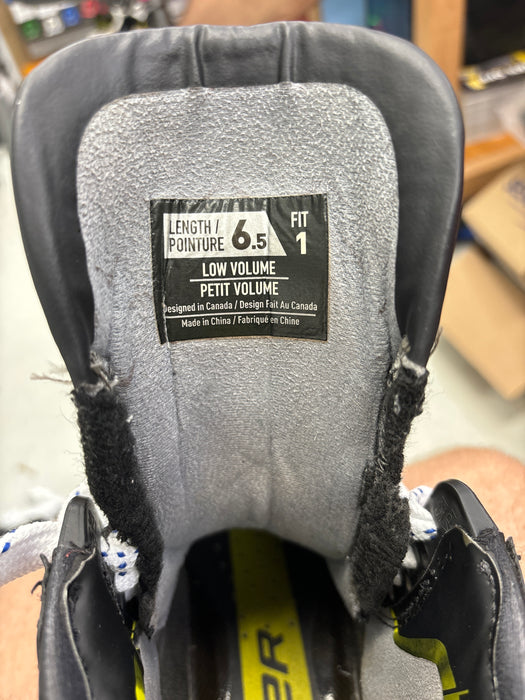 LENGTH / POINTURE 6.5
FIT 1
LOW VOLUME
PETIT VOLUME
Designed in Canada / Design Fait Au Canada
Made in China / Fabriqué en Chine